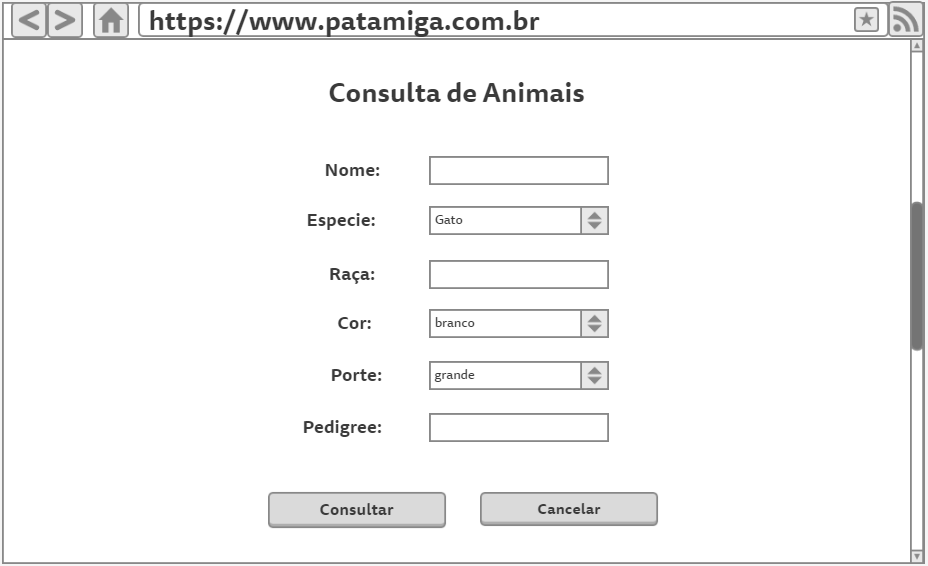 https://www.patamiga.com.br
Consulta de Animais
Nome:
Especie: Gato
Raça:
Cor: branco
Porte: grande
Pedigree:
Consultar Cancelar